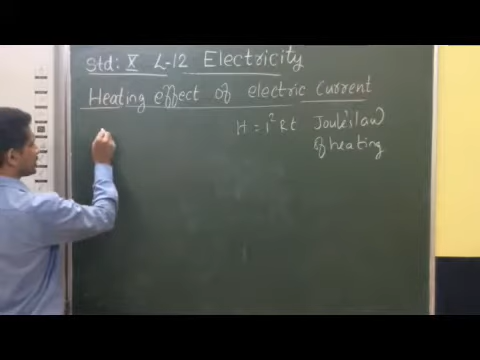 Std: X L-12 Electricity
Heating effect of electric Current
H = i²Rt Joule's law
of heating